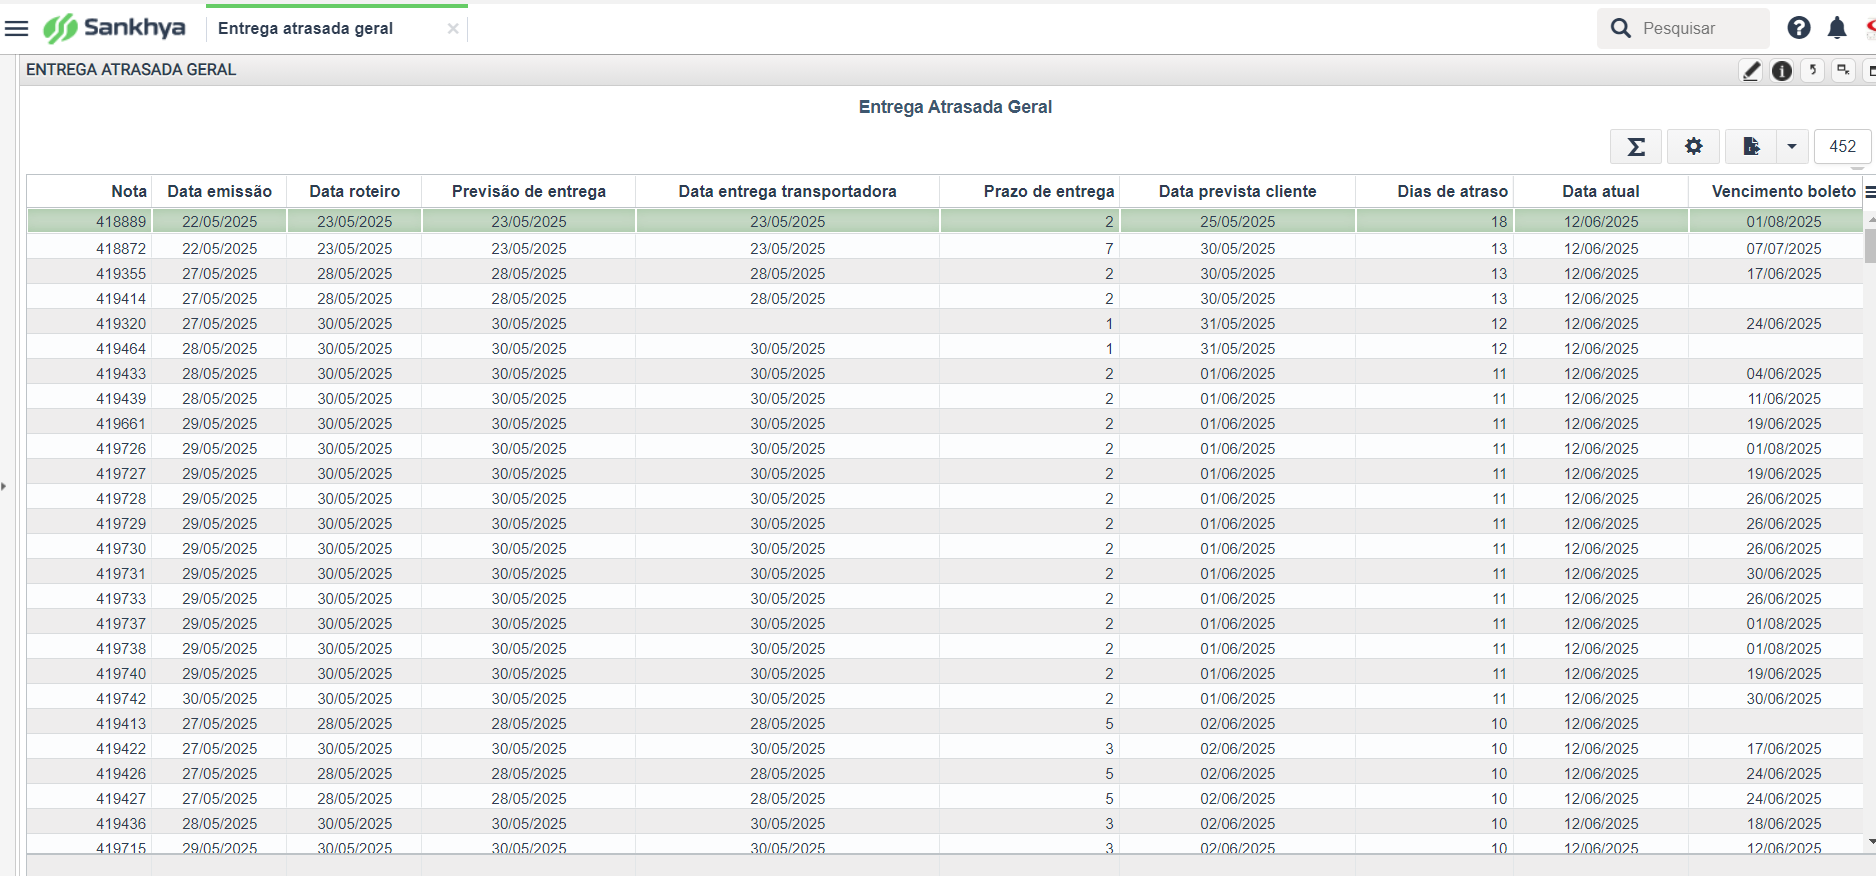 Sankhya Entrega atrasada geral Pesquisar
ENTREGA ATRASADA GERAL
Entrega Atrasada Geral
452
Nota Data emissão Data roteiro Previsão de entrega Data entrega transportadora Prazo de entrega Data prevista cliente Dias de atraso Data atual Vencimento boleto
418889 22/05/2025 23/05/2025 23/05/2025 23/05/2025 2 25/05/2025 18 12/06/2025 01/08/2025
418872 22/05/2025 23/05/2025 23/05/2025 23/05/2025 7 30/05/2025 13 12/06/2025 07/07/2025
419355 27/05/2025 28/05/2025 28/05/2025 28/05/2025 2 30/05/2025 13 12/06/2025 17/06/2025
419414 27/05/2025 28/05/2025 28/05/2025 28/05/2025 2 30/05/2025 13 12/06/2025
419320 27/05/2025 30/05/2025 30/05/2025 1 31/05/2025 12 12/06/2025 24/06/2025
419464 28/05/2025 30/05/2025 30/05/2025 30/05/2025 1 31/05/2025 12 12/06/2025
419433 28/05/2025 30/05/2025 30/05/2025 30/05/2025 2 01/06/2025 11 12/06/2025 04/06/2025
419439 28/05/2025 30/05/2025 30/05/2025 30/05/2025 2 01/06/2025 11 12/06/2025 11/06/2025
419661 29/05/2025 30/05/2025 30/05/2025 30/05/2025 2 01/06/2025 11 12/06/2025 19/06/2025
419726 29/05/2025 30/05/2025 30/05/2025 30/05/2025 2 01/06/2025 11 12/06/2025 01/08/2025
419727 29/05/2025 30/05/2025 30/05/2025 30/05/2025 2 01/06/2025 11 12/06/2025 19/06/2025
419728 29/05/2025 30/05/2025 30/05/2025 30/05/2025 2 01/06/2025 11 12/06/2025 26/06/2025
419729 29/05/2025 30/05/2025 30/05/2025 30/05/2025 2 01/06/2025 11 12/06/2025 26/06/2025
419730 29/05/2025 30/05/2025 30/05/2025 30/05/2025 2 01/06/2025 11 12/06/2025 26/06/2025
419731 29/05/2025 30/05/2025 30/05/2025 30/05/2025 2 01/06/2025 11 12/06/2025 30/06/2025
419733 29/05/2025 30/05/2025 30/05/2025 30/05/2025 2 01/06/2025 11 12/06/2025 26/06/2025
419737 29/05/2025 30/05/2025 30/05/2025 30/05/2025 2 01/06/2025 11 12/06/2025 01/08/2025
419738 29/05/2025 30/05/2025 30/05/2025 30/05/2025 2 01/06/2025 11 12/06/2025 01/08/2025
419740 29/05/2025 30/05/2025 30/05/2025 30/05/2025 2 01/06/2025 11 12/06/2025 19/06/2025
419742 30/05/2025 30/05/2025 30/05/2025 30/05/2025 2 01/06/2025 11 12/06/2025 30/06/2025
419413 27/05/2025 28/05/2025 28/05/2025 28/05/2025 5 02/06/2025 10 12/06/2025
419422 27/05/2025 30/05/2025 30/05/2025 30/05/2025 3 02/06/2025 10 12/06/2025 17/06/2025
419426 27/05/2025 28/05/2025 28/05/2025 28/05/2025 5 02/06/2025 10 12/06/2025 24/06/2025
419427 27/05/2025 28/05/2025 28/05/2025 28/05/2025 5 02/06/2025 10 12/06/2025 24/06/2025
419436 28/05/2025 30/05/2025 30/05/2025 30/05/2025 3 02/06/2025 10 12/06/2025 18/06/2025
419715 29/05/2025 30/05/2025 30/05/2025 30/05/2025 3 02/06/2025 10 12/06/2025 12/06/2025